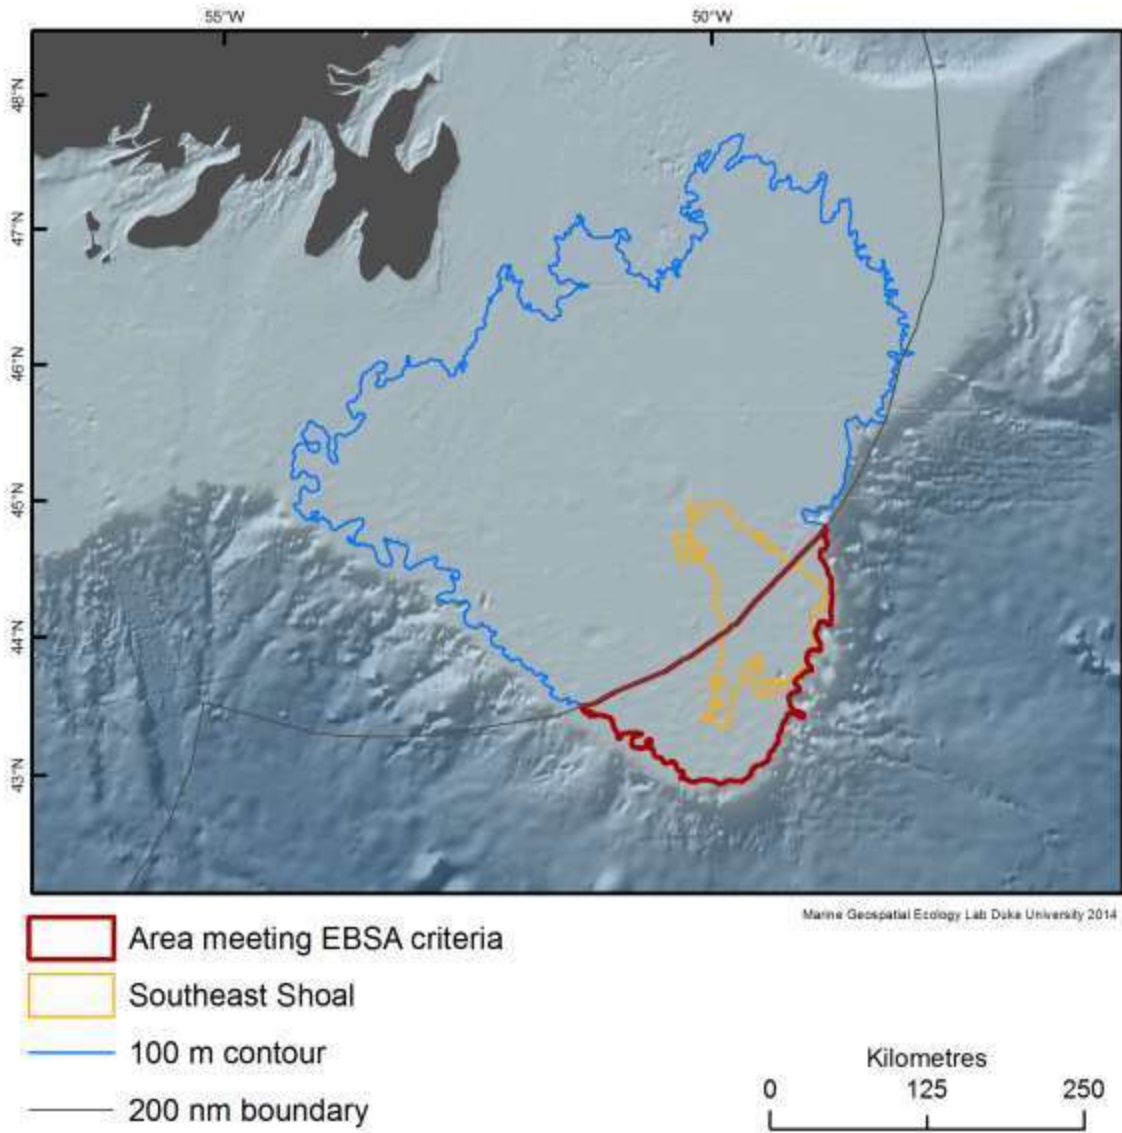 55°W 50°W
48°N
47°N
46°N
45°N
44°N
43°N
Marine Geospatial Ecology Lab Duke University 2014
Area meeting EBSA criteria
Southeast Shoal
100 m contour
200 nm boundary
Kilometres
0 125 250